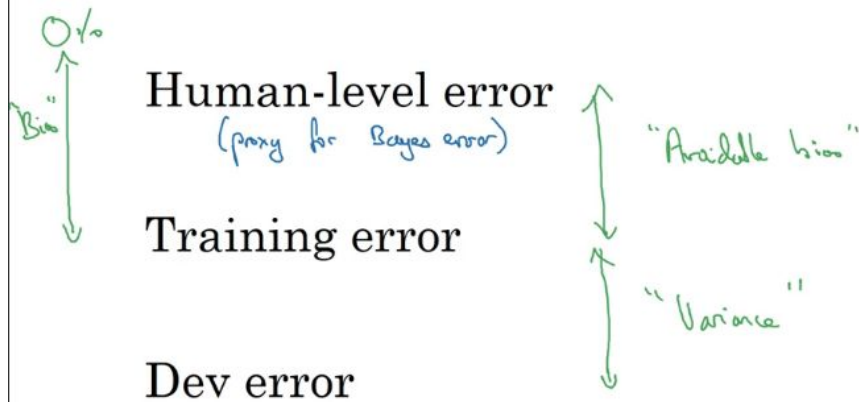 0%
Human-level error
"Bias"
(proxy for Bayes error)
"Avoidable bias"
Training error
"Variance"
Dev error